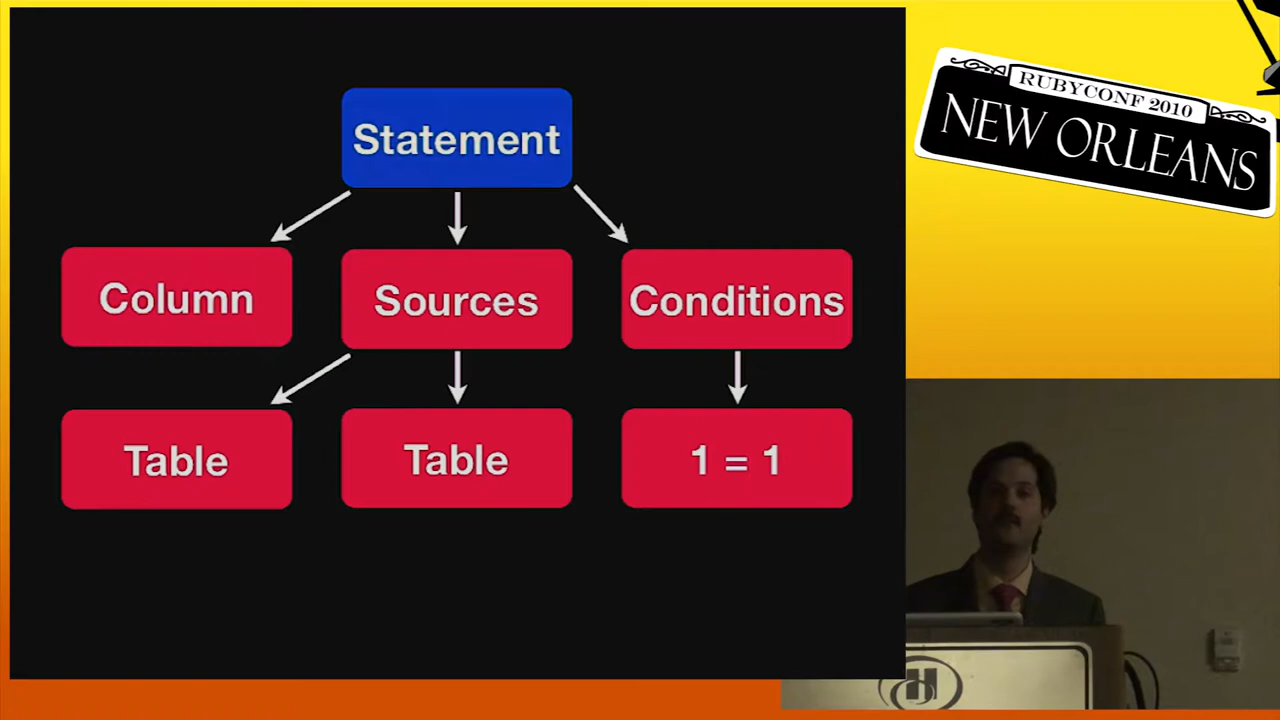 Statement
Column
Sources
Conditions
Table
Table
1 = 1
RUBYCONF 2010
NEW ORLEANS
H